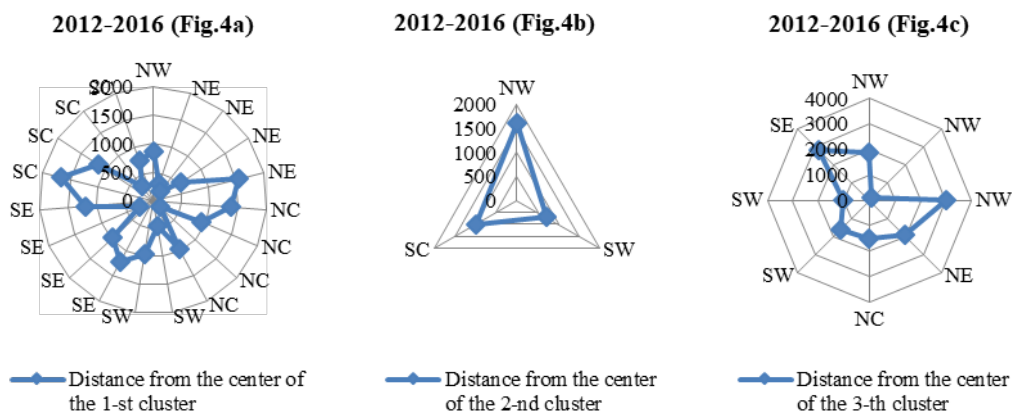 2012-2016 (Fig.4a)
2012-2016 (Fig.4b)
2012-2016 (Fig.4c)
NW
NE
NE
NE
NE
NC
NC
NC
NC
SW
SW
SE
SE
SE
SE
SC
SC
SC
SC
2000
1500
1000
500
0
NW
SW
SC
2000
1500
1000
500
0
NW
NW
NW
NE
NC
SW
SW
SE
4000
3000
2000
1000
0
Distance from the center of
the 1-st cluster
Distance from the center
of the 2-nd cluster
Distance from the center
of the 3-th cluster